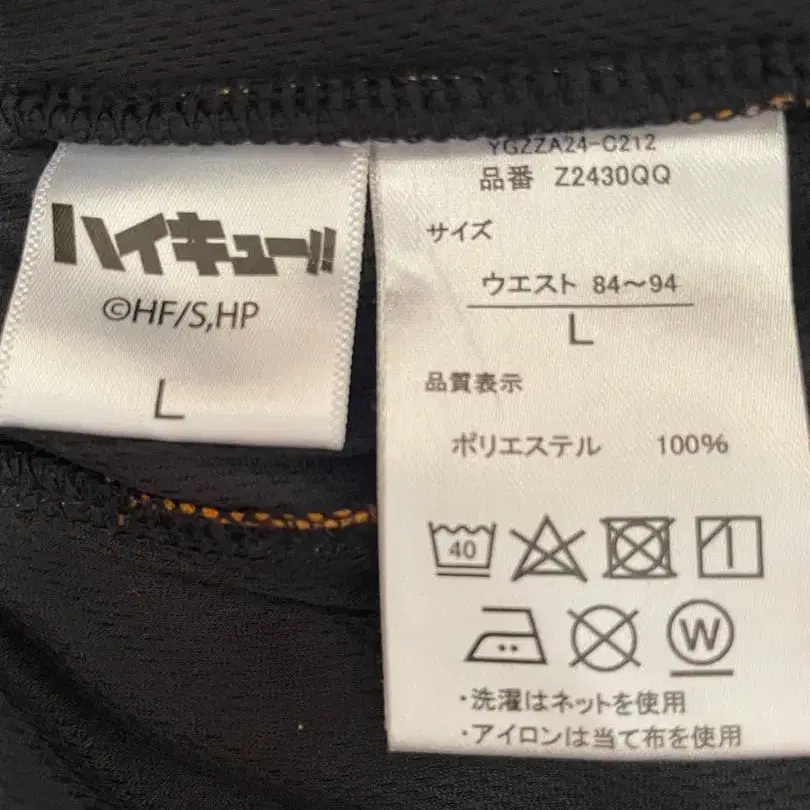 ハイキュー!!
©HF/S,HP
L
YGZZA24-C212
品番 Z2430QQ
サイズ
ウエスト 84～94
L
品質表示
ポリエステル 100%
40
W
・洗濯はネットを使用
・アイロンは当て布を使用